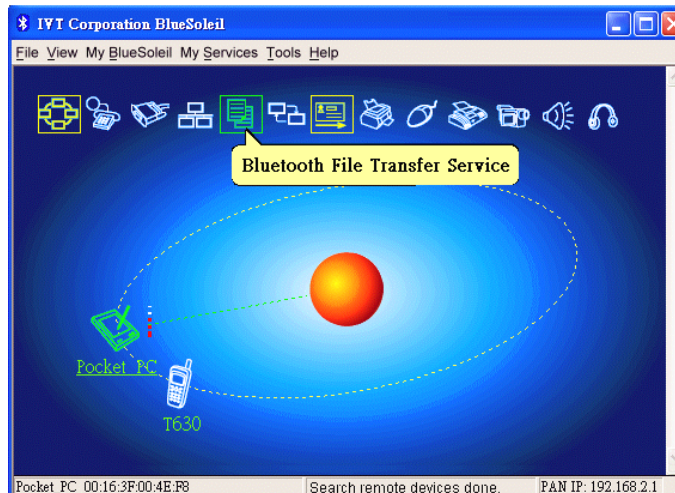 IVT Corporation BlueSoleil
File View My BlueSoleil My Services Tools Help
Bluetooth File Transfer Service
Pocket PC
T630
Pocket PC 00:16:3F:00:4E:F8 Search remote devices done. PAN IP: 192.168.2.1